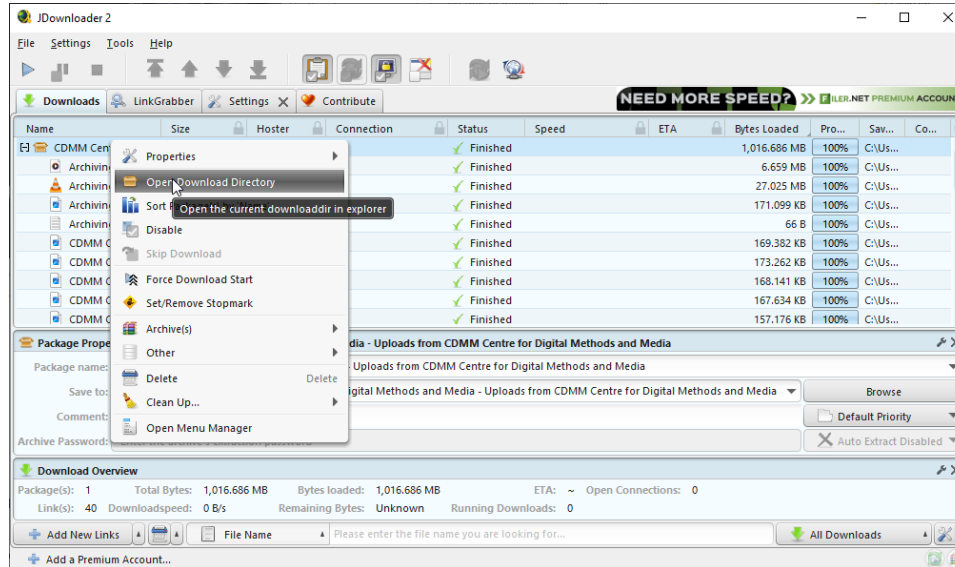 JDownloader 2
File Settings Tools Help
Downloads LinkGrabber Settings Contribute NEED MORE SPEED? FILER.NET PREMIUM ACCOUN
Name Size Hoster Connection Status Speed ETA Bytes Loaded Pro... Sav... Co...
CDMM Cen Finished 1,016.686 MB 100% C:\Us...
Archiving Finished 6.659 MB 100% C:\Us...
Archiving Finished 27.025 MB 100% C:\Us...
Archiving Finished 171.099 KB 100% C:\Us...
Archiving Finished 66 B 100% C:\Us...
CDMM C Finished 169.382 KB 100% C:\Us...
CDMM C Finished 173.262 KB 100% C:\Us...
CDMM C Finished 168.141 KB 100% C:\Us...
CDMM C Finished 167.634 KB 100% C:\Us...
CDMM C Finished 157.176 KB 100% C:\Us...
Properties
Open Download Directory
Sort
Open the current downloaddir in explorer
Disable
Skip Download
Force Download Start
Set/Remove Stopmark
Archive(s)
Other
Delete Delete
Clean Up...
Open Menu Manager
Package Prope dia - Uploads from CDMM Centre for Digital Methods and Media
Package name: - Uploads from CDMM Centre for Digital Methods and Media
Save to: igital Methods and Media - Uploads from CDMM Centre for Digital Methods and Media Browse
Comment: Default Priority
Archive Password: Auto Extract Disabled
Download Overview
Package(s): 1 Total Bytes: 1,016.686 MB Bytes loaded: 1,016.686 MB ETA: ~ Open Connections: 0
Link(s): 40 Downloadspeed: 0 B/s Remaining Bytes: Unknown Running Downloads: 0
Add New Links File Name Please enter the file name you are looking for... All Downloads
Add a Premium Account...